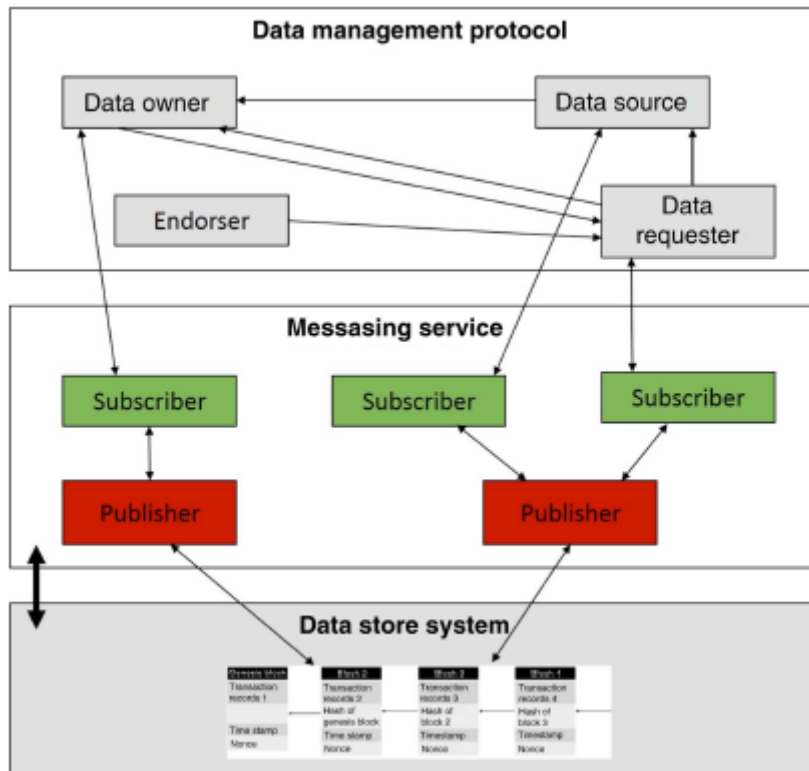 Data management protocol
Data owner
Data source
Endorser
Data
requester
Messasing service
Subscriber
Subscriber
Subscriber
Publisher
Publisher
Data store system
Genesis block
Block 2
Block 3
Block 4
Transaction
records 1
Transaction
records 2
Transaction
records 3
Transaction
records 4
Hash of
genesis block
Hash of
block 2
Hash of
block 3
Time stamp
Time stamp
Timestamp
Timestamp
Nonce
Nonce
Nonce
Nonce